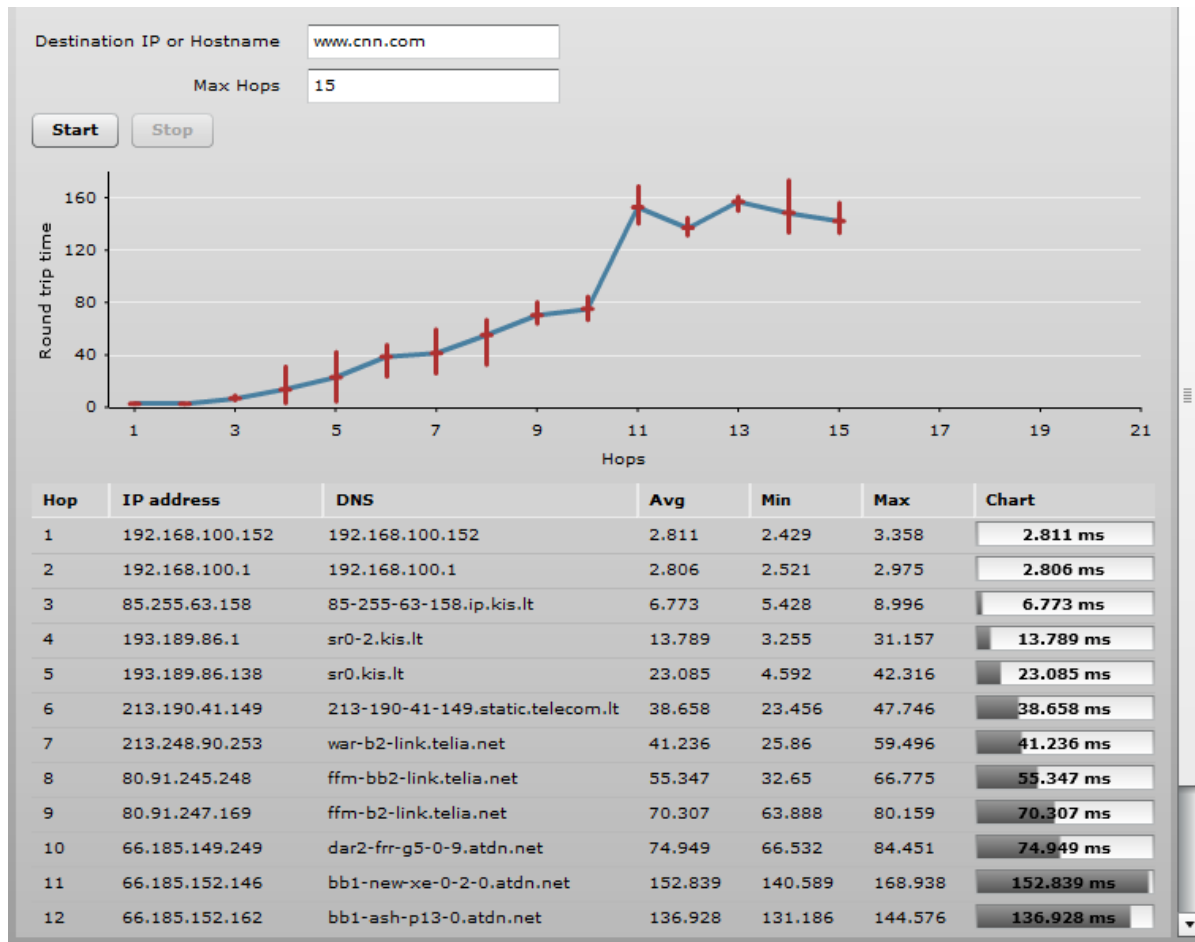 Destination IP or Hostname www.cnn.com
Max Hops 15
Start Stop
Round trip time
160
120
80
40
0
1 3 5 7 9 11 13 15 17 19 21
Hops
Hop IP address DNS Avg Min Max Chart
1 192.168.100.152 192.168.100.152 2.811 2.429 3.358 2.811 ms
2 192.168.100.1 192.168.100.1 2.806 2.521 2.975 2.806 ms
3 85.255.63.158 85-255-63-158.ip.kis.lt 6.773 5.428 8.996 6.773 ms
4 193.189.86.1 sr0-2.kis.lt 13.789 3.255 31.157 13.789 ms
5 193.189.86.138 sr0.kis.lt 23.085 4.592 42.316 23.085 ms
6 213.190.41.149 213-190-41-149.static.telecom.lt 38.658 23.456 47.746 38.658 ms
7 213.248.90.253 war-b2-link.telia.net 41.236 25.86 59.496 41.236 ms
8 80.91.245.248 ffm-bb2-link.telia.net 55.347 32.65 66.775 55.347 ms
9 80.91.247.169 ffm-b2-link.telia.net 70.307 63.888 80.159 70.307 ms
10 66.185.149.249 dar2-frr-g5-0-9.atdn.net 74.949 66.532 84.451 74.949 ms
11 66.185.152.146 bb1-new-xe-0-2-0.atdn.net 152.839 140.589 168.938 152.839 ms
12 66.185.152.162 bb1-ash-p13-0.atdn.net 136.928 131.186 144.576 136.928 ms